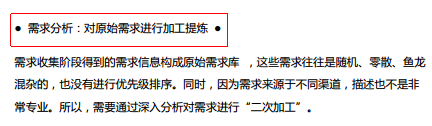 ● 需求分析：对原始需求进行加工提炼 ●
需求收集阶段得到的需求信息构成原始需求库 ，这些需求往往是随机、零散、鱼龙
混杂的，也没有进行优先级排序。同时，因为需求来源于不同渠道，描述也不是非
常专业。所以，需要通过深入分析对需求进行“二次加工”。